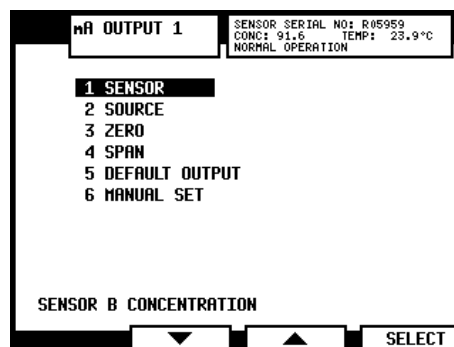 mA OUTPUT 1
SENSOR SERIAL NO: R05959
CONC: 91.6 TEMP: 23.9°C
NORMAL OPERATION
1 SENSOR
2 SOURCE
3 ZERO
4 SPAN
5 DEFAULT OUTPUT
6 MANUAL SET
SENSOR B CONCENTRATION
SELECT